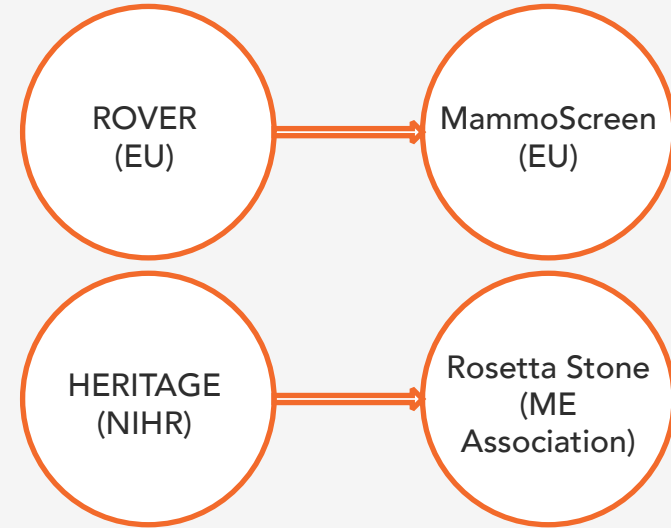 ROVER
(EU)
MammoScreen
(EU)
HERITAGE
(NIHR)
Rosetta Stone
(ME
Association)